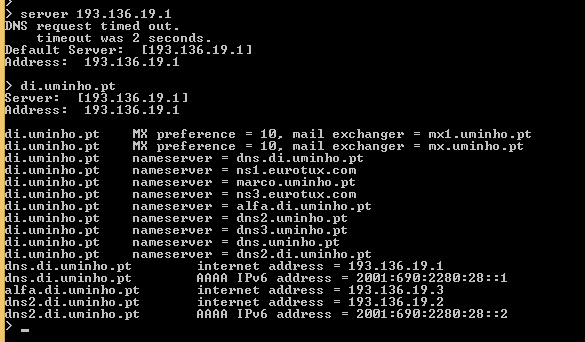 >
> server 193.136.19.1
DNS request timed out.
    timeout was 2 seconds.
Default Server:  [193.136.19.1]
Address:  193.136.19.1

> di.uminho.pt
Server:  [193.136.19.1]
Address:  193.136.19.1

di.uminho.pt    MX preference = 10, mail exchanger = mx1.uminho.pt
di.uminho.pt    MX preference = 10, mail exchanger = mx.uminho.pt
di.uminho.pt    nameserver = dns.di.uminho.pt
di.uminho.pt    nameserver = ns1.eurotux.com
di.uminho.pt    nameserver = marco.uminho.pt
di.uminho.pt    nameserver = ns3.eurotux.com
di.uminho.pt    nameserver = alfa.di.uminho.pt
di.uminho.pt    nameserver = dns2.uminho.pt
di.uminho.pt    nameserver = dns3.uminho.pt
di.uminho.pt    nameserver = dns.uminho.pt
di.uminho.pt    nameserver = dns2.di.uminho.pt
dns.di.uminho.pt        internet address = 193.136.19.1
dns.di.uminho.pt        AAAA IPv6 address = 2001:690:2280:28::1
alfa.di.uminho.pt       internet address = 193.136.19.3
dns2.di.uminho.pt       internet address = 193.136.19.2
dns2.di.uminho.pt       AAAA IPv6 address = 2001:690:2280:28::2
> _